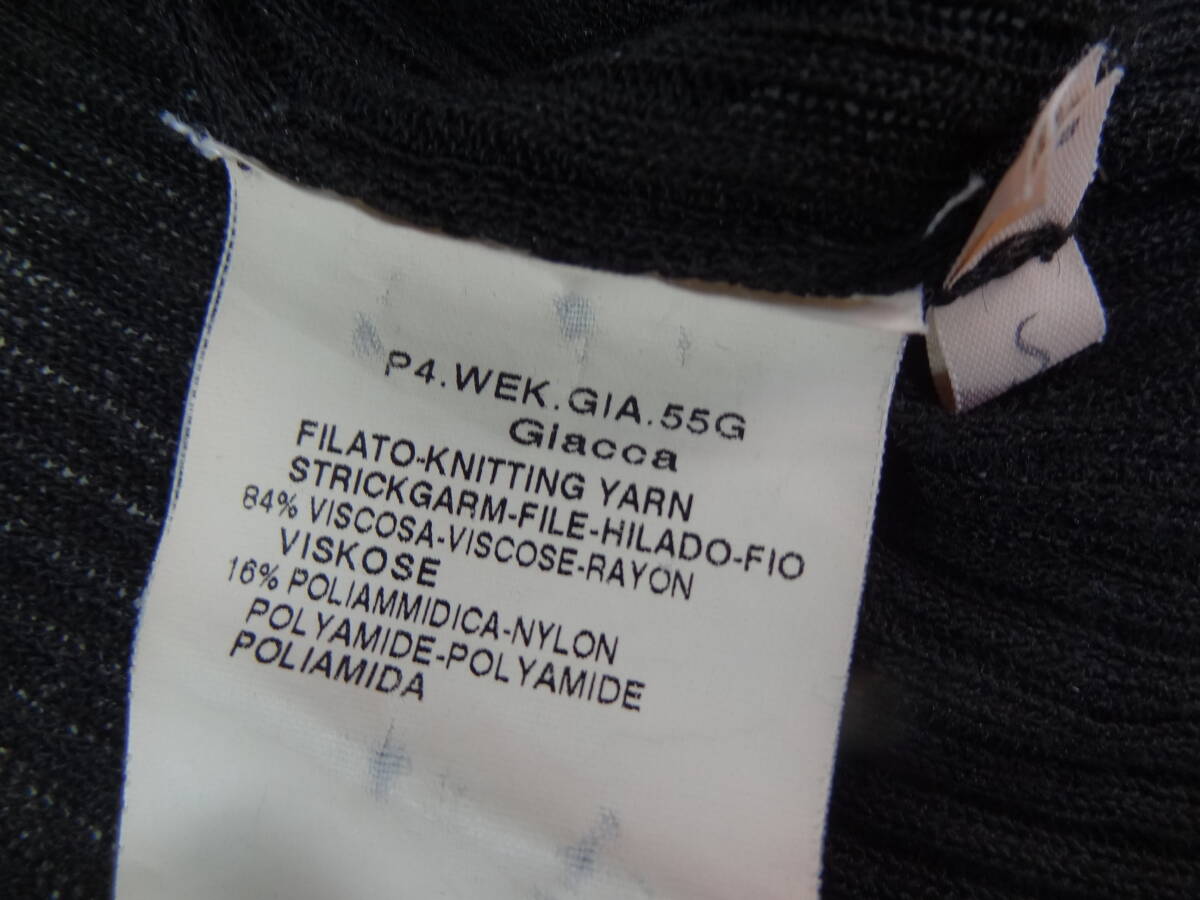 P4.WEK.GIA.55G
Giacca
FILATO-KNITTING YARN
STRICKGARM-FILE-HILADO-FIO
84% VISCOSA-VISCOSE-RAYON
VISKOSE
16% POLIAMMIDICA-NYLON
POLYAMIDE-POLYAMIDE
POLIAMIDA
S